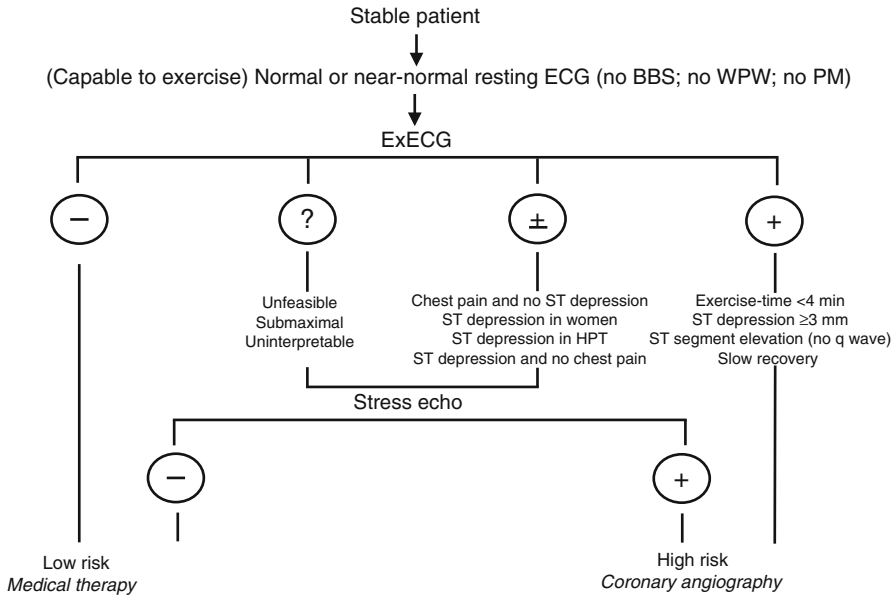 Stable patient
(Capable to exercise) Normal or near-normal resting ECG (no BBS; no WPW; no PM)
ExECG
−
?
±
+
Unfeasible
Submaximal
Uninterpretable
Chest pain and no ST depression
ST depression in women
ST depression in HPT
ST depression and no chest pain
Exercise-time <4 min
ST depression ≥3 mm
ST segment elevation (no q wave)
Slow recovery
Stress echo
−
+
Low risk
Medical therapy
High risk
Coronary angiography